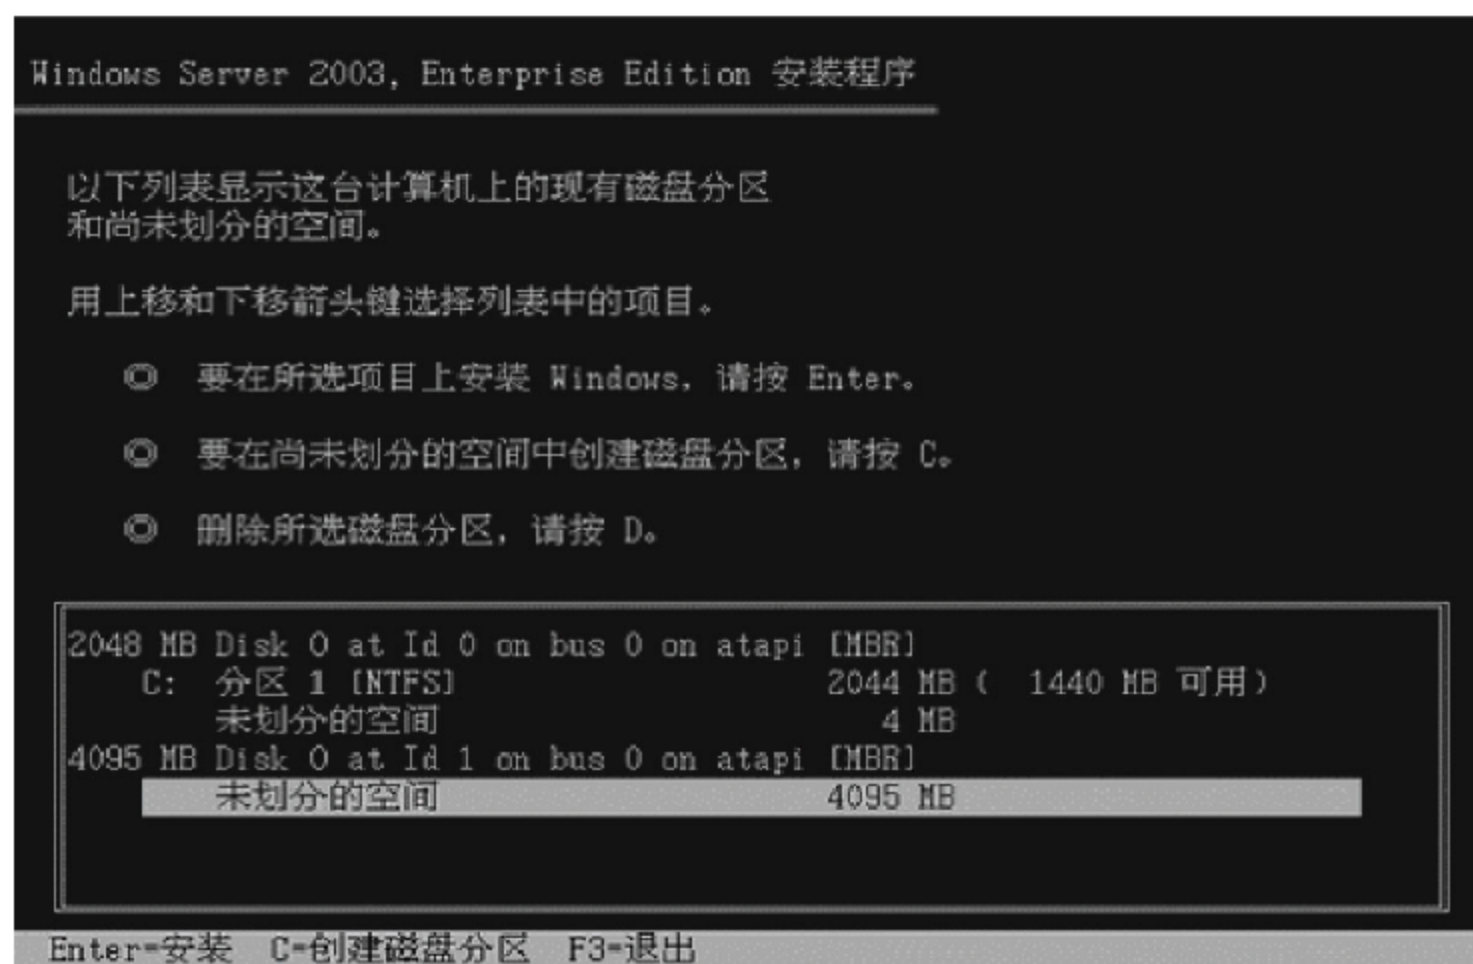 Windows Server 2003, Enterprise Edition 安装程序
以下列表显示这台计算机上的现有磁盘分区
和尚未划分的空间。
用上移和下移箭头键选择列表中的项目。
◎ 要在所选项目上安装 Windows, 请按 Enter。
◎ 要在尚未划分的空间中创建磁盘分区, 请按 C。
◎ 删除所选磁盘分区, 请按 D。
2048 MB Disk 0 at Id 0 on bus 0 on atapi [MBR]
C: 分区 1 [NTFS] 2044 MB ( 1440 MB 可用)
未划分的空间 4 MB
4095 MB Disk 0 at Id 1 on bus 0 on atapi [MBR]
未划分的空间 4095 MB
Enter=安装 C=创建磁盘分区 F3=退出